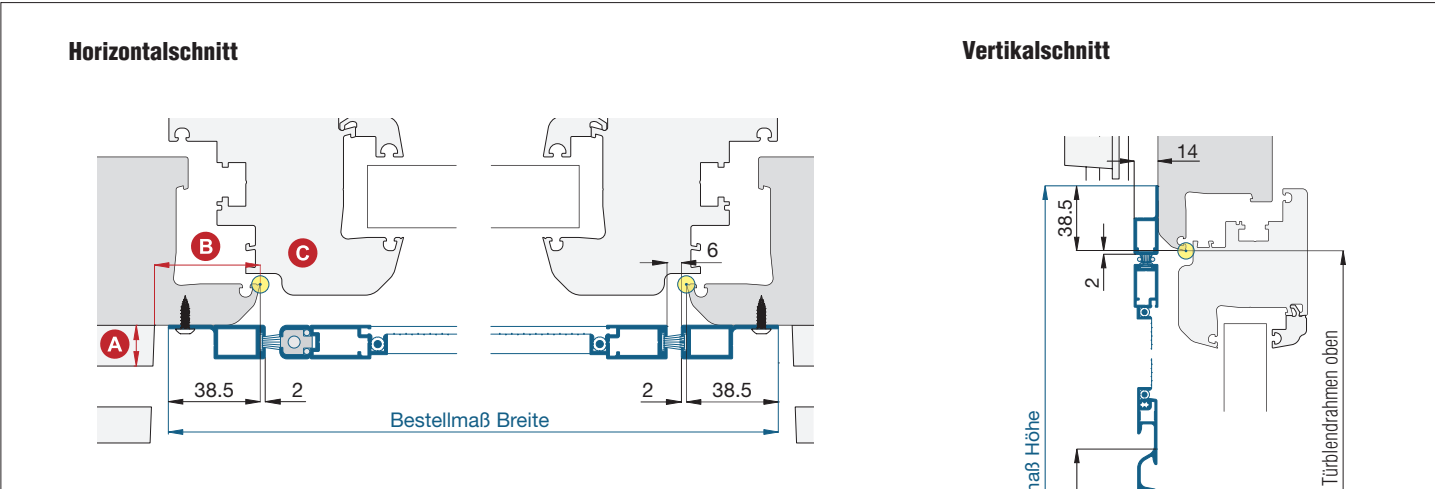 Horizontalschnitt
Vertikalschnitt
14
38.5
B
C
6
2
A
38.5
2
2
38.5
Bestellmaß Breite
Türblendrahmen oben
maß Höhe